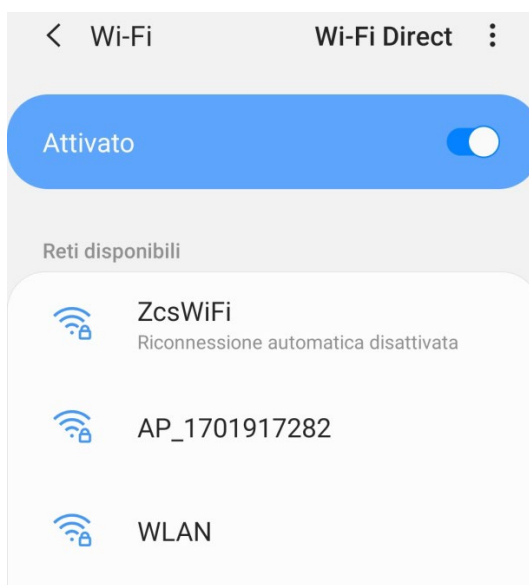 Wi-Fi Wi-Fi Direct
Attivato
Reti disponibili
ZcsWiFi
Riconnessione automatica disattivata
AP_1701917282
WLAN